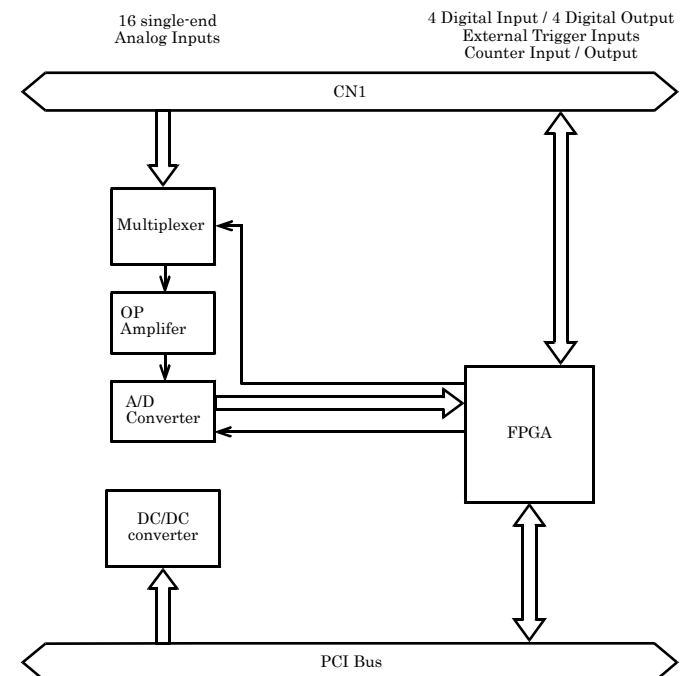 16 single-end
Analog Inputs
4 Digital Input / 4 Digital Output
External Trigger Inputs
Counter Input / Output
CN1
Multiplexer
OP
Amplifer
A/D
Converter
FPGA
DC/DC
converter
PCI Bus